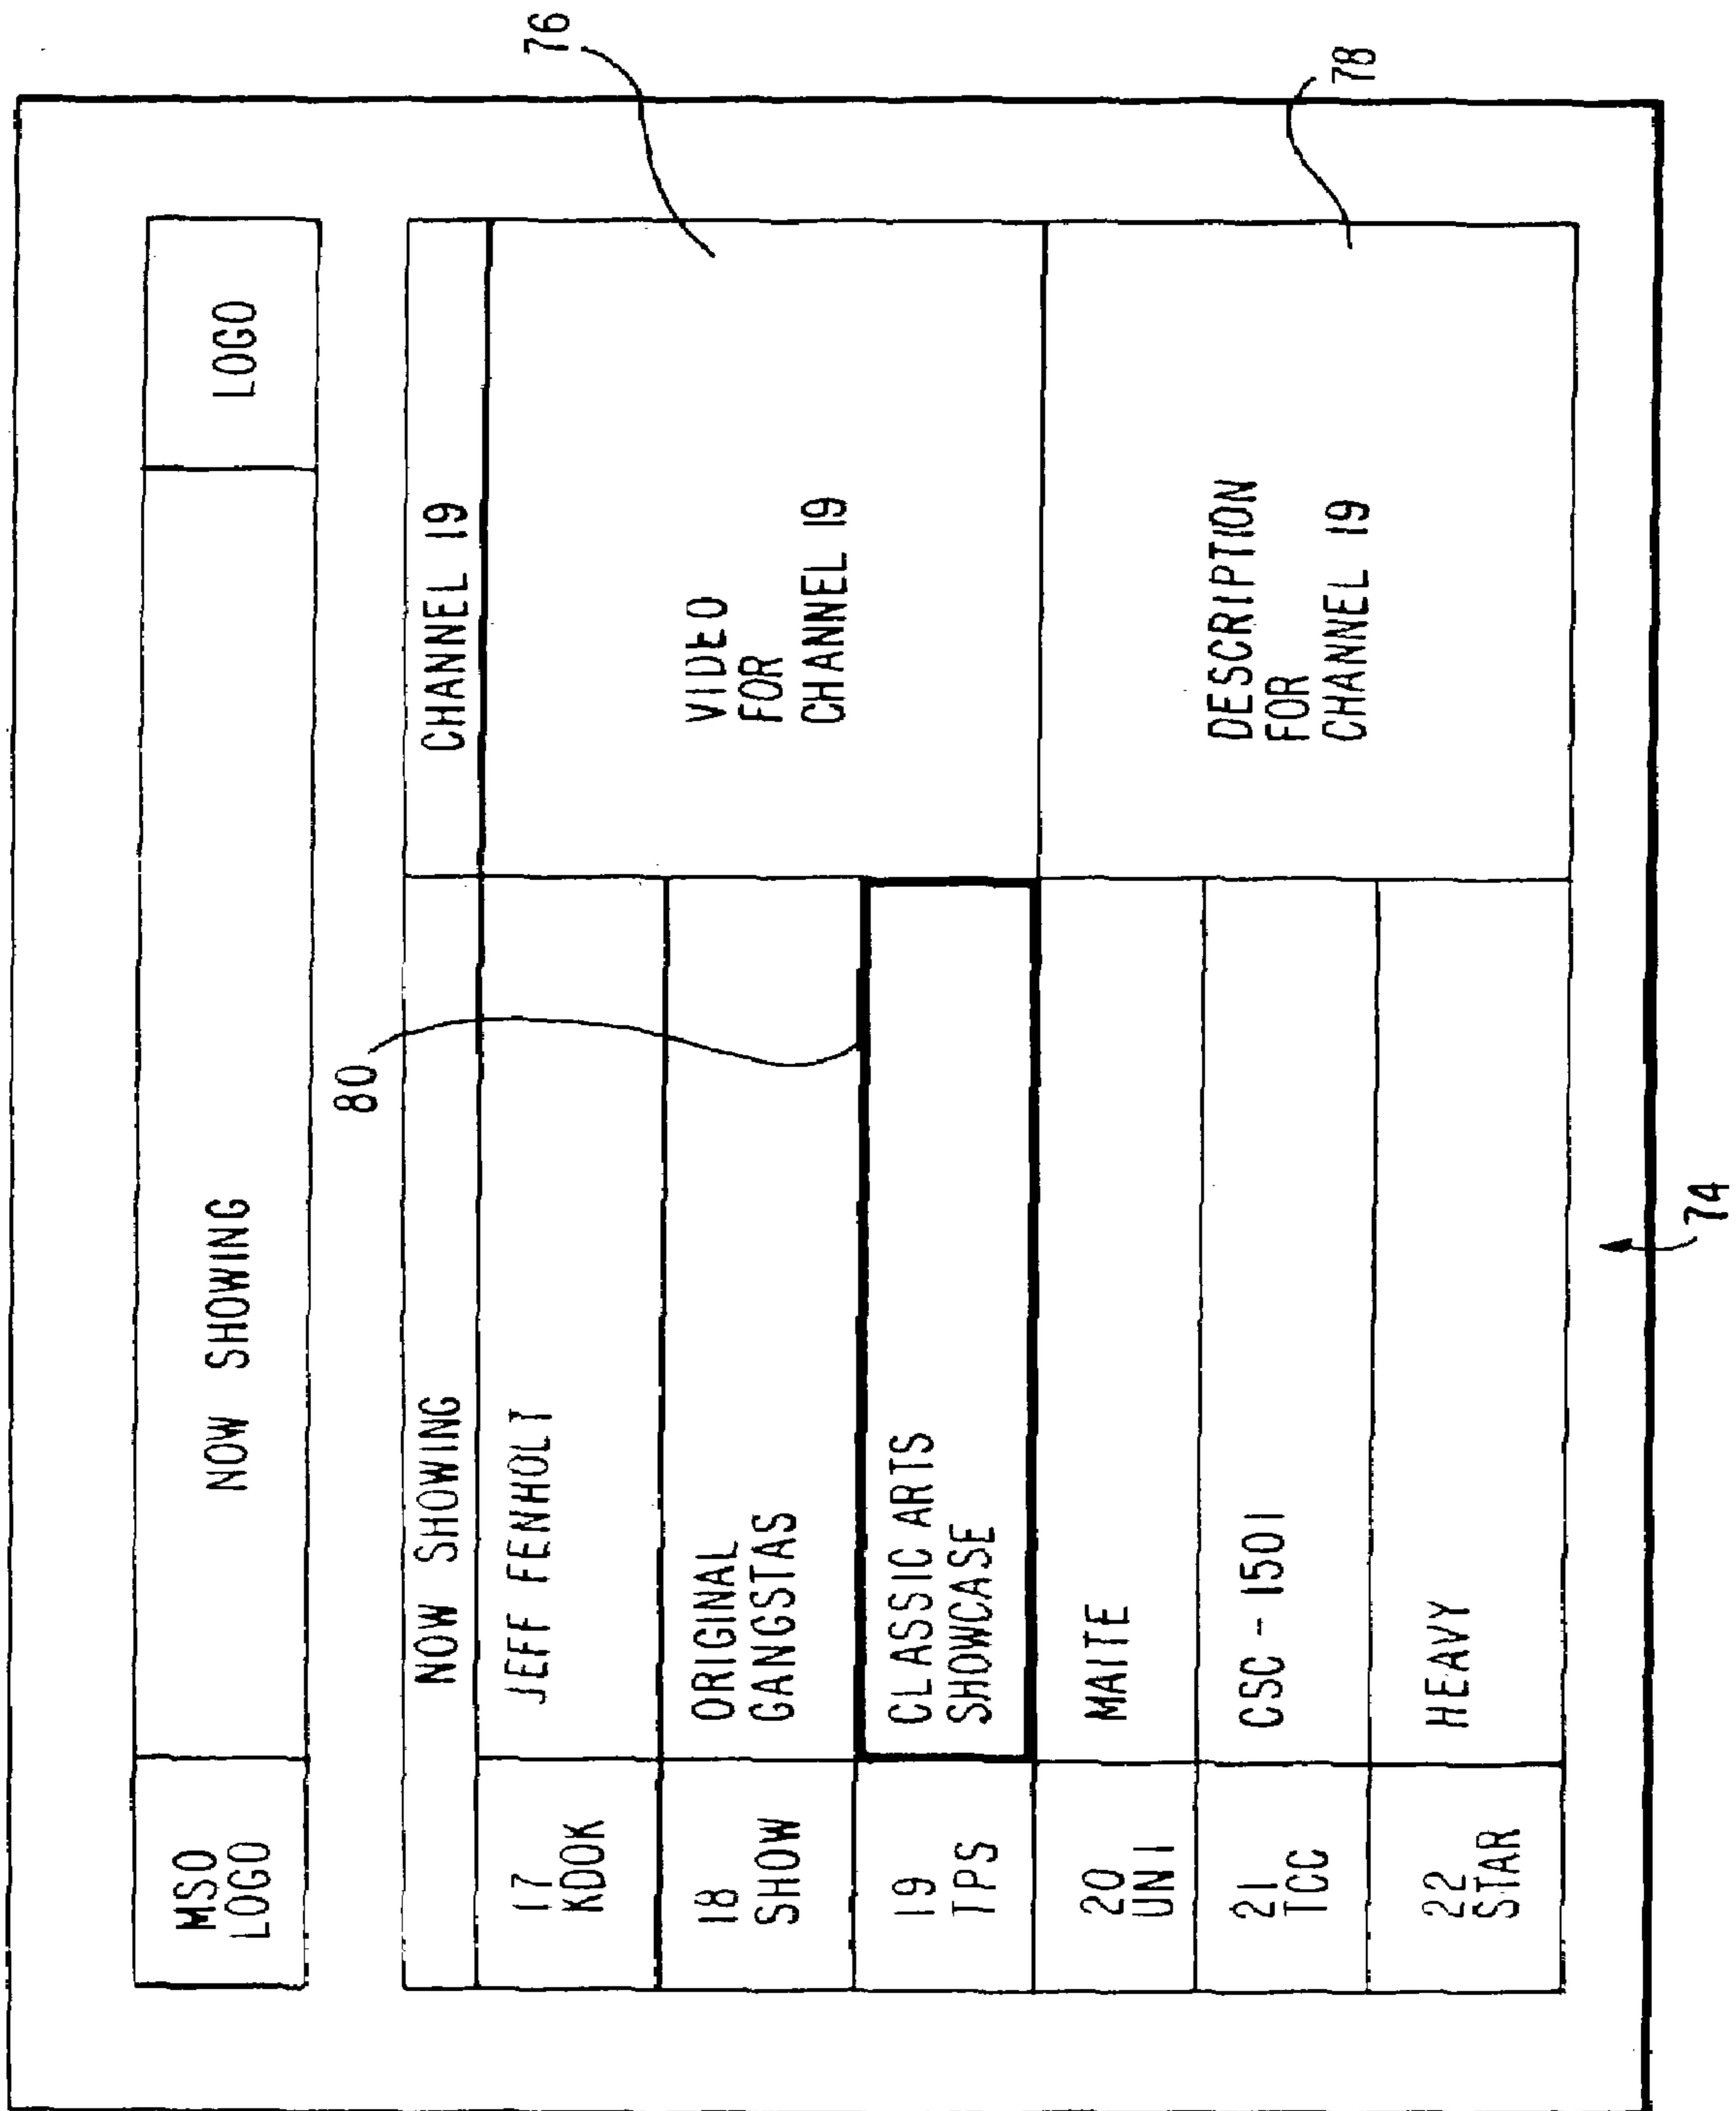 MSO
LOGO
NOW SHOWING
LOGO
80
NOW SHOWING
CHANNEL 19
17
KDOK
JEFF FENHOLT
18
SHOW
ORIGINAL
GANGSTAS
19
TPS
CLASSIC ARTS
SHOWCASE
20
UNI
MAITE
21
TCC
CSC - 1501
22
STAR
HEAVY
VIDEO
FOR
CHANNEL 19
76
DESCRIPTION
FOR
CHANNEL 19
78
74